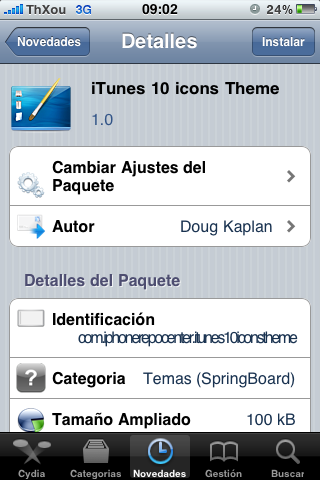 ThXou 3G 09:02 24%
Novedades Detalles Instalar
iTunes 10 icons Theme
1.0
Cambiar Ajustes del
Paquete
Autor Doug Kaplan
Detalles del Paquete
Identificación
com.iphonerepocenter.itunes10iconstheme
Categoria Temas (SpringBoard)
Tamaño Ampliado 100 kB
Cydia Categorias Novedades Gestión Buscar